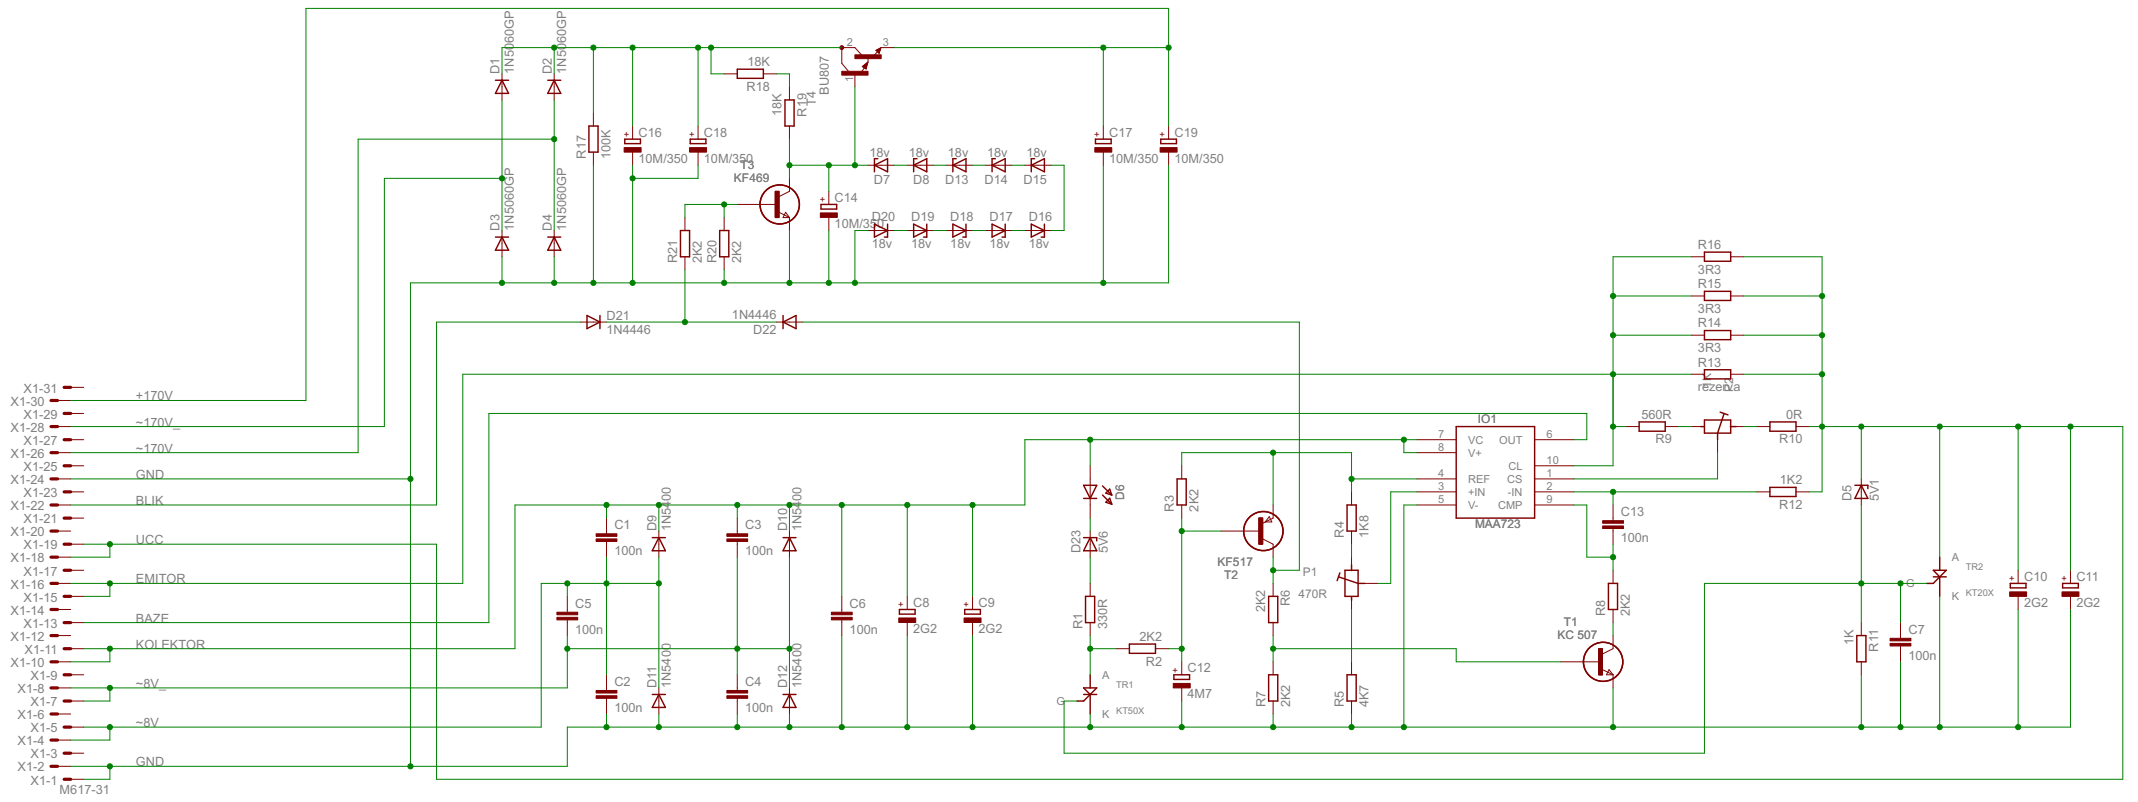 D1
1N5060GP
D2
1N5060GP
18K
R18
18K
R19
T4
BU807
2
3
1
R17
100K
C16
10M/350
C18
10M/350
C17
10M/350
C19
10M/350
T3
KF469
18v
18v
18v
18v
18v
D7
D8
D13
D14
D15
D3
1N5060GP
D4
1N5060GP
C14
10M/350
D20
D19
D18
D17
D16
18v
18v
18v
18v
18v
R21
2K2
R20
2K2
D21
1N4446
1N4446
D22
R16
3R3
R15
3R3
R14
3R3
R13
rezerva
560R
R9
0R
R10
1K2
R12
IO1
7
VC
OUT
6
8
V+
CL
10
4
REF
CS
1
3
+IN
-IN
2
5
V-
CMP
9
MAA723
X1-31
X1-30
+170V
X1-29
X1-28
~170V_
X1-27
X1-26
~170V
X1-25
X1-24
GND
X1-23
X1-22
BLIK
X1-21
X1-20
X1-19
UCC
X1-18
X1-17
X1-16
EMITOR
X1-15
X1-14
X1-13
BAZE
X1-12
X1-11
KOLEKTOR
X1-10
X1-9
X1-8
~8V_
X1-7
X1-6
X1-5
~8V
X1-4
X1-3
X1-2
GND
X1-1
M617-31
C1
100n
D9
1N5400
C3
100n
D10
1N5400
C5
100n
C6
100n
C8
2G2
C9
2G2
C2
100n
D11
1N5400
C4
100n
D12
1N5400
D6
D23
5V6
R1
330R
2K2
R2
R3
2K2
KF517
T2
C12
4M7
A
TR1
G
K
KT50X
2K2
R6
R7
2K2
R4
1K8
P1
470R
R5
4K7
C13
100n
R8
2K2
T1
KC 507
D5
5V1
1K
R11
C7
100n
A
TR2
G
K
KT20X
C10
2G2
C11
2G2